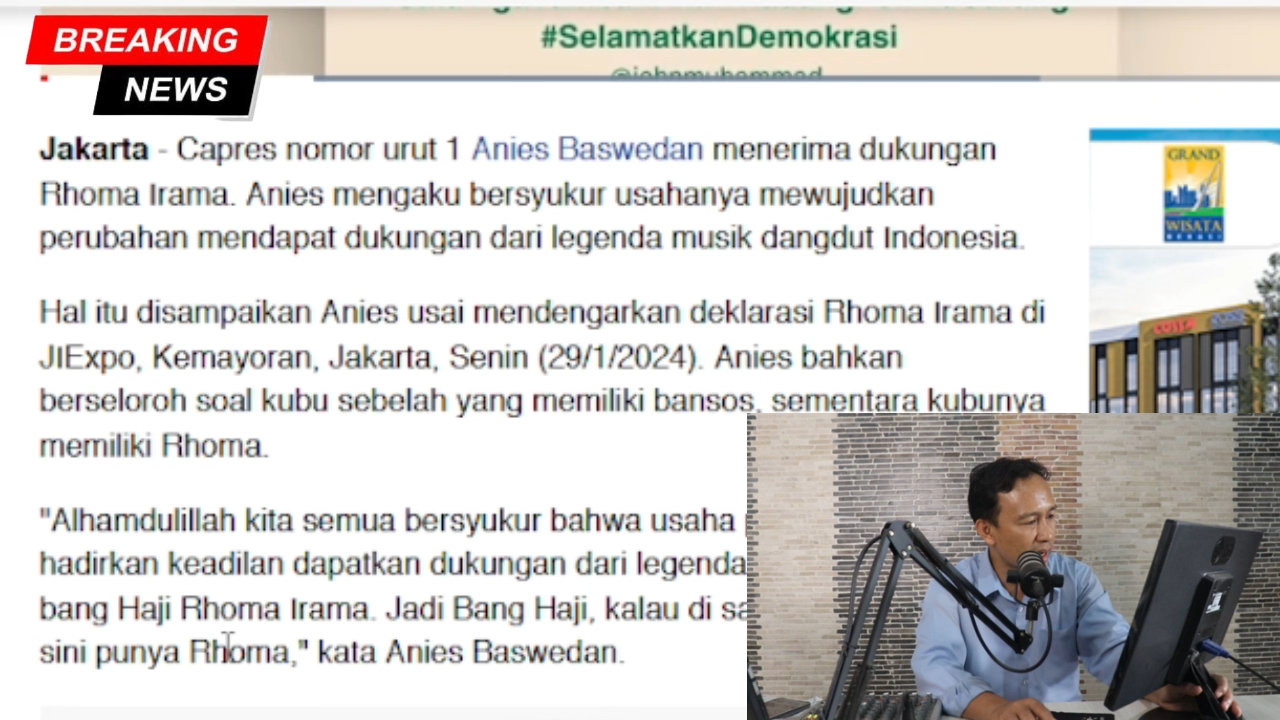 BREAKING
NEWS
#SelamatkanDemokrasi
Jakarta - Capres nomor urut 1 Anies Baswedan menerima dukungan
Rhoma Irama. Anies mengaku bersyukur usahanya mewujudkan
perubahan mendapat dukungan dari legenda musik dangdut Indonesia.
Hal itu disampaikan Anies usai mendengarkan deklarasi Rhoma Irama di
JIExpo, Kemayoran, Jakarta, Senin (29/1/2024). Anies bahkan
berseloroh soal kubu sebelah yang memiliki bansos, sementara kubunya
memiliki Rhoma.
"Alhamdulillah kita semua bersyukur bahwa usaha
hadirkan keadilan dapatkan dukungan dari legenda
bang Haji Rhoma Irama. Jadi Bang Haji, kalau di sa
sini punya Rhoma," kata Anies Baswedan.
GRAND
WISATA
BEKASI